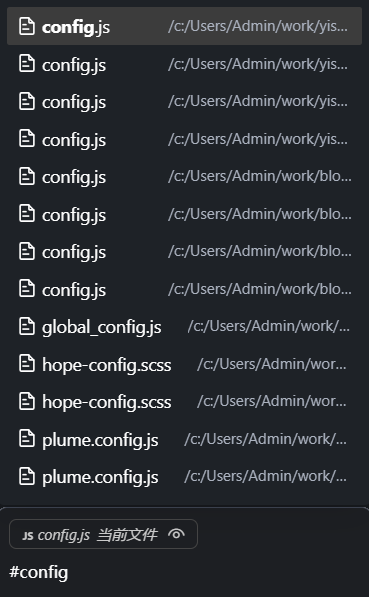 config.js /c:/Users/Admin/work/yis...
config.js /c:/Users/Admin/work/yis...
config.js /c:/Users/Admin/work/yis...
config.js /c:/Users/Admin/work/yis...
config.js /c:/Users/Admin/work/blo...
config.js /c:/Users/Admin/work/blo...
config.js /c:/Users/Admin/work/blo...
config.js /c:/Users/Admin/work/blo...
global_config.js /c:/Users/Admin/work/...
hope-config.scss /c:/Users/Admin/wor...
hope-config.scss /c:/Users/Admin/wor...
plume.config.js /c:/Users/Admin/work/...
plume.config.js /c:/Users/Admin/work/...
JS config.js 当前文件
#config